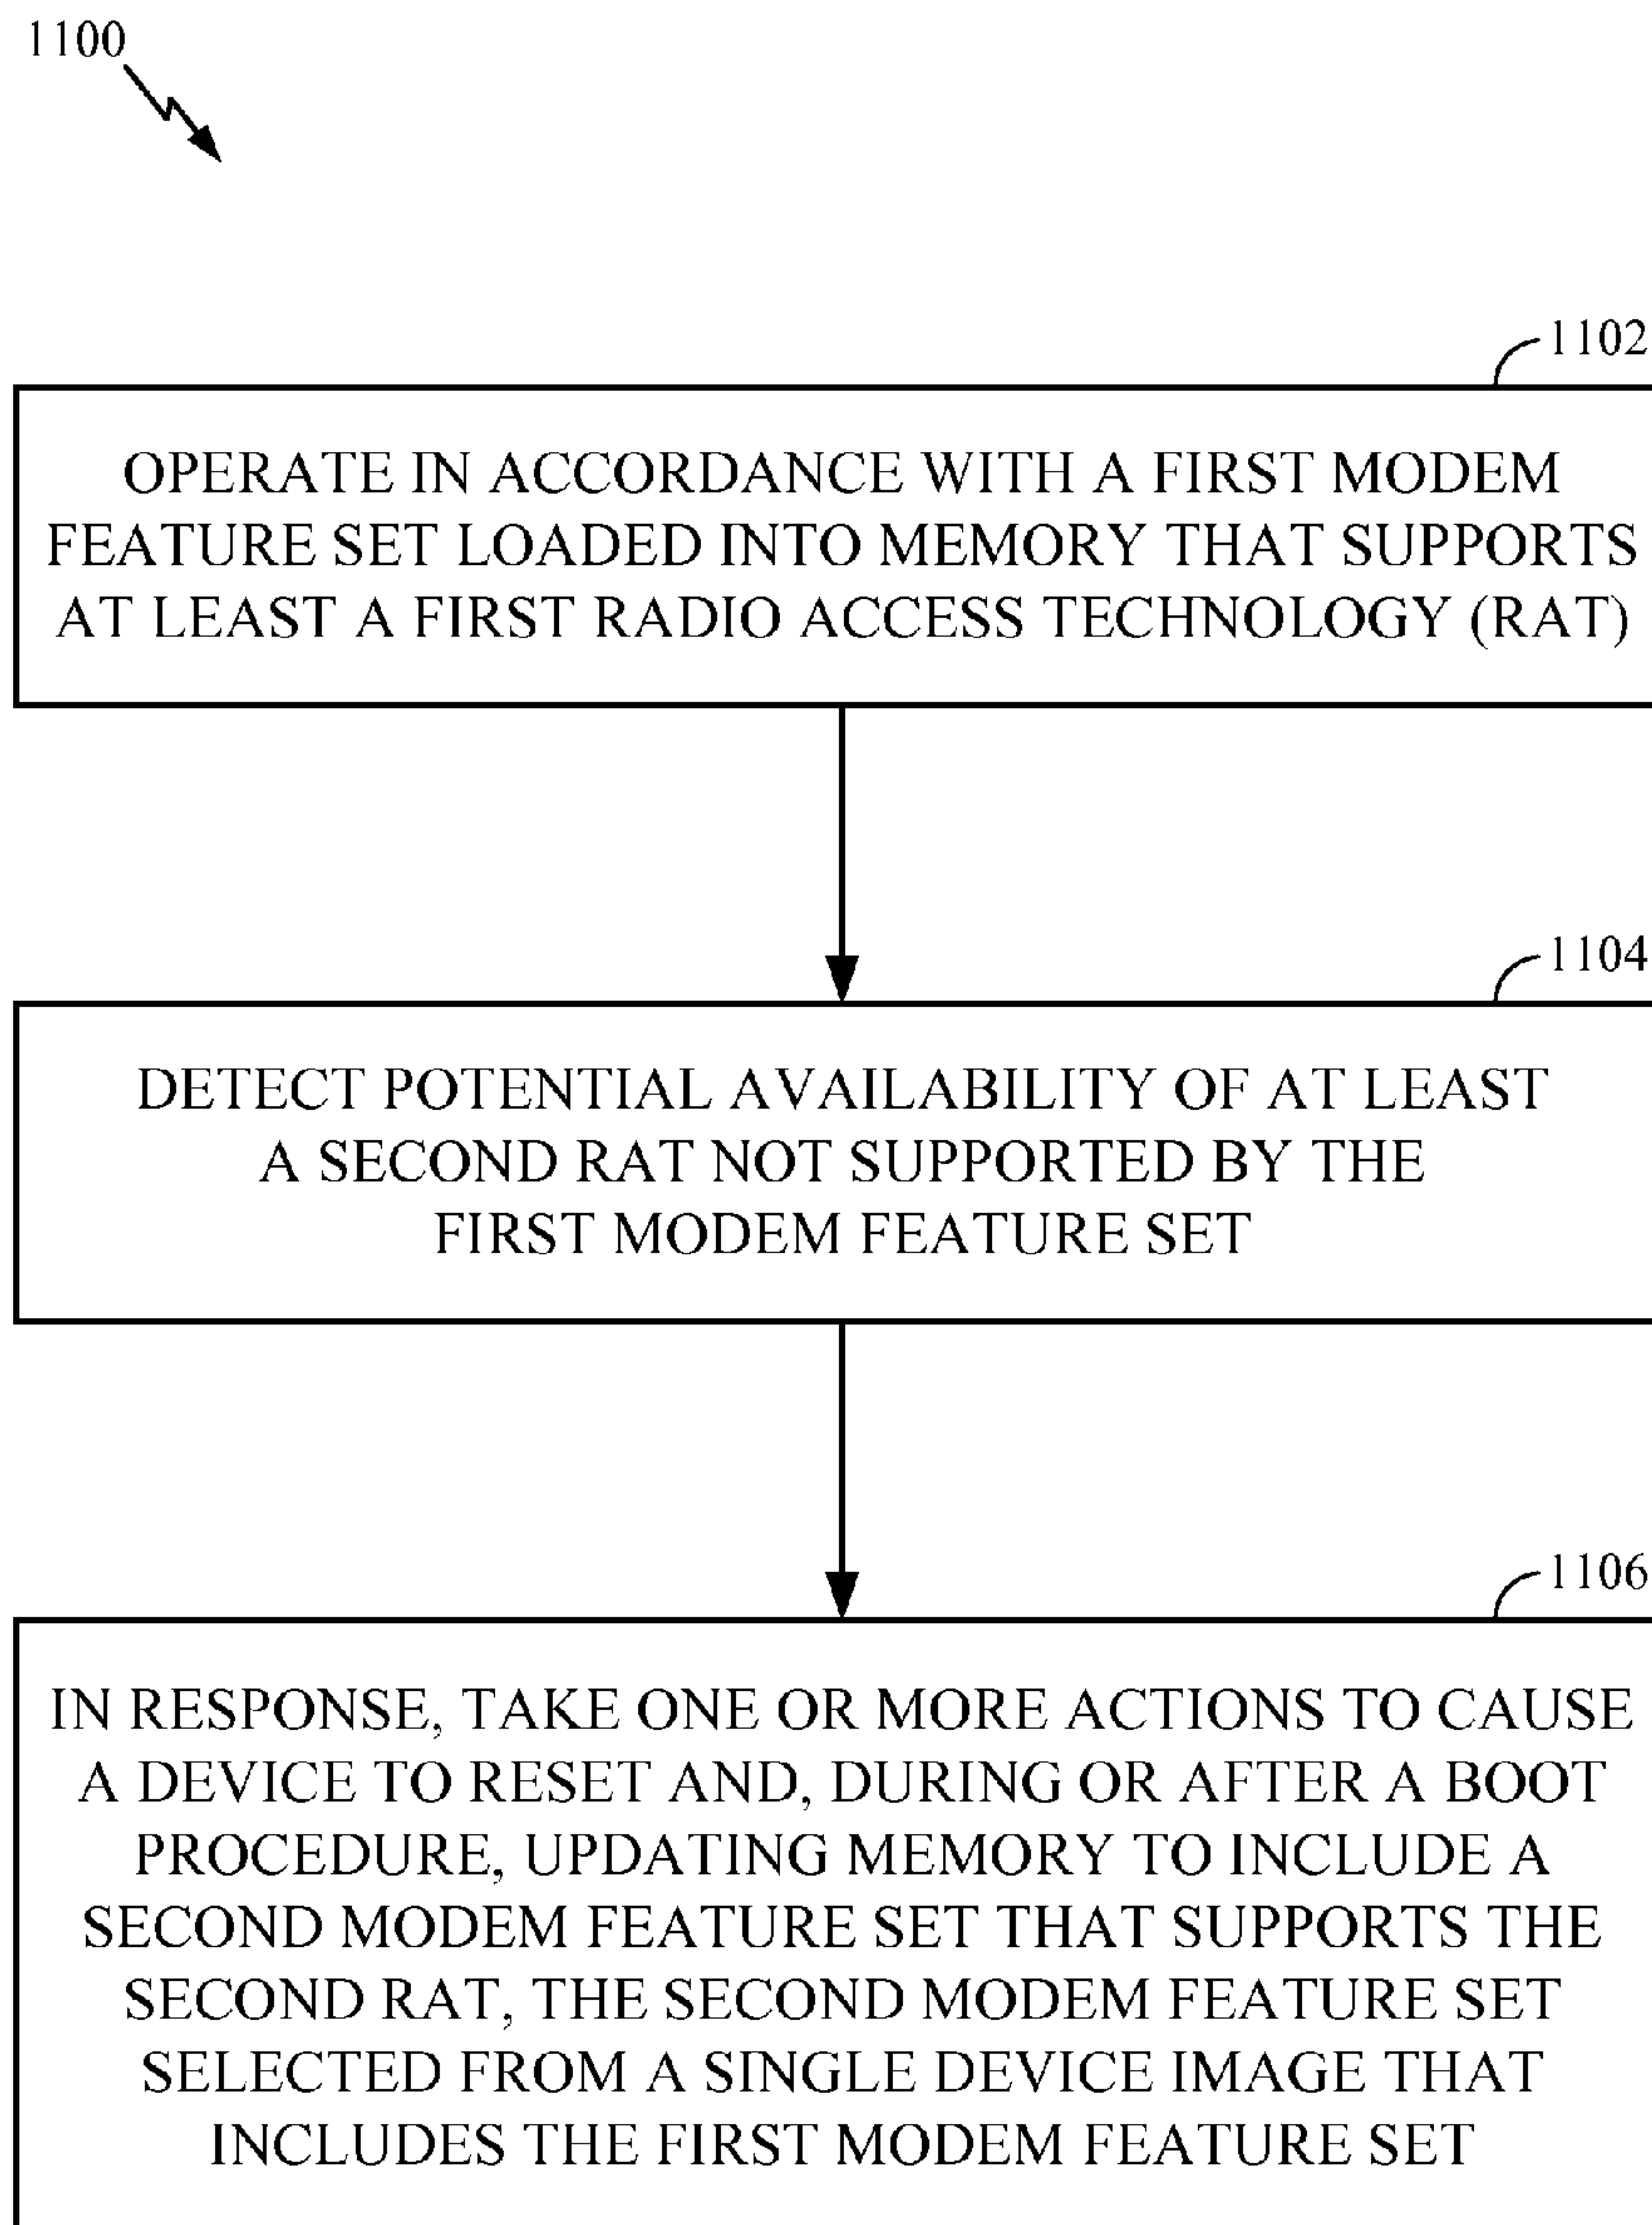 1100
1102
OPERATE IN ACCORDANCE WITH A FIRST MODEM
FEATURE SET LOADED INTO MEMORY THAT SUPPORTS
AT LEAST A FIRST RADIO ACCESS TECHNOLOGY (RAT)
1104
DETECT POTENTIAL AVAILABILITY OF AT LEAST
A SECOND RAT NOT SUPPORTED BY THE
FIRST MODEM FEATURE SET
1106
IN RESPONSE, TAKE ONE OR MORE ACTIONS TO CAUSE
A DEVICE TO RESET AND, DURING OR AFTER A BOOT
PROCEDURE, UPDATING MEMORY TO INCLUDE A
SECOND MODEM FEATURE SET THAT SUPPORTS THE
SECOND RAT, THE SECOND MODEM FEATURE SET
SELECTED FROM A SINGLE DEVICE IMAGE THAT
INCLUDES THE FIRST MODEM FEATURE SET